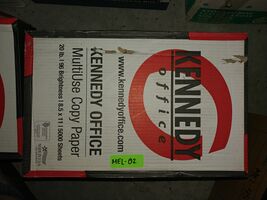 KENNEDY
office
www.kennedyoffice.com
KENNEDY OFFICE
MultiUse Copy Paper
20 lb. | 96 Brightness | 8.5 x 11 | 5000 Sheets
MEL-02